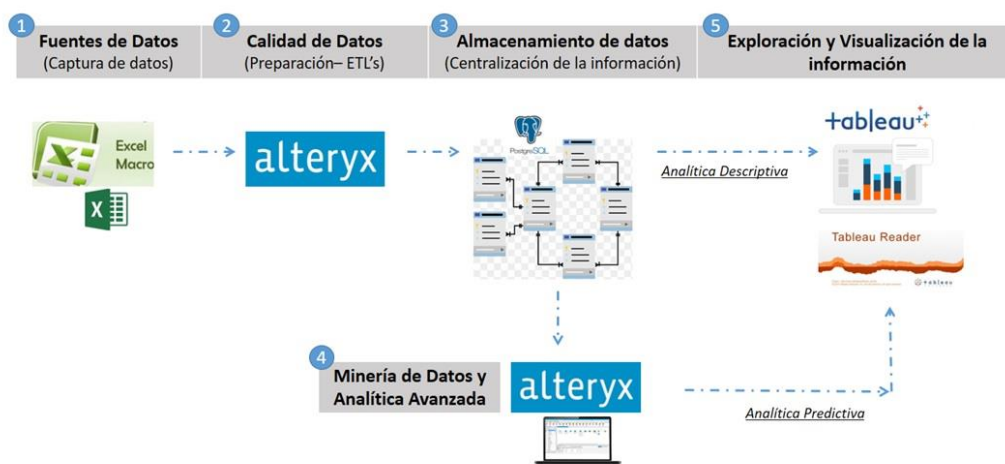 1
Fuentes de Datos
(Captura de datos)
2
Calidad de Datos
(Preparación– ETL's)
3
Almacenamiento de datos
(Centralización de la información)
5
Exploración y Visualización de la
información
Excel
Macro
X
alteryx
PostgreSQL
Analítica Descriptiva
+ableau
Tableau Reader
+ableau
4
Minería de Datos y
Analítica Avanzada
alteryx
Analítica Predictiva